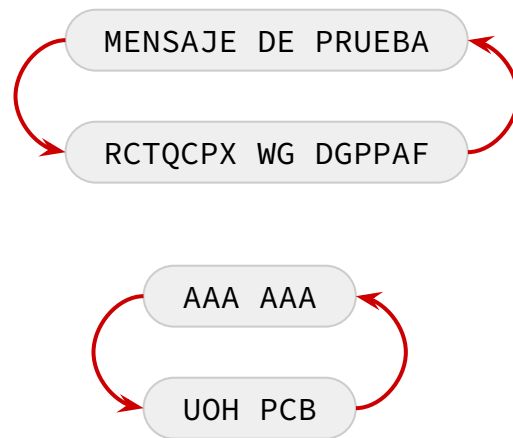 MENSAJE DE PRUEBA
RCTQCPX WG DGPPAF
AAA AAA
UOH PCB